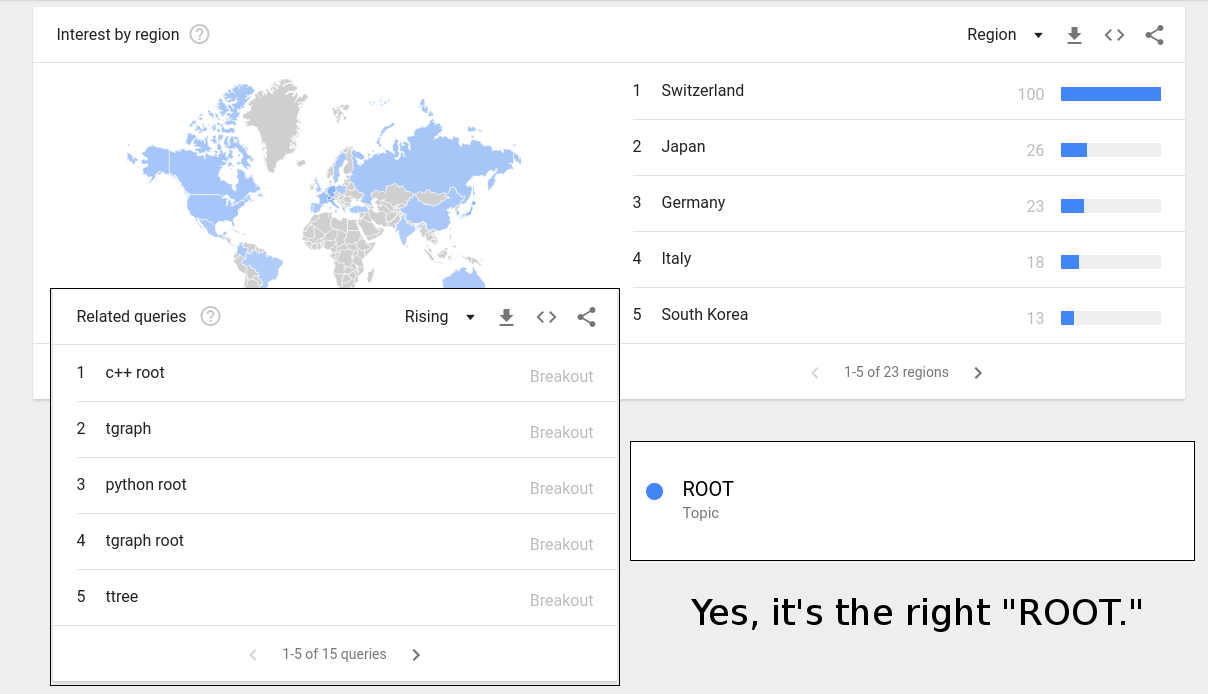 Interest by region ?
Region
1 Switzerland 100
2 Japan 26
3 Germany 23
4 Italy 18
5 South Korea 13
1-5 of 23 regions
Related queries ?
Rising
1 c++ root Breakout
2 tgraph Breakout
3 python root Breakout
4 tgraph root Breakout
5 ttree Breakout
1-5 of 15 queries
ROOT
Topic
Yes, it's the right "ROOT."